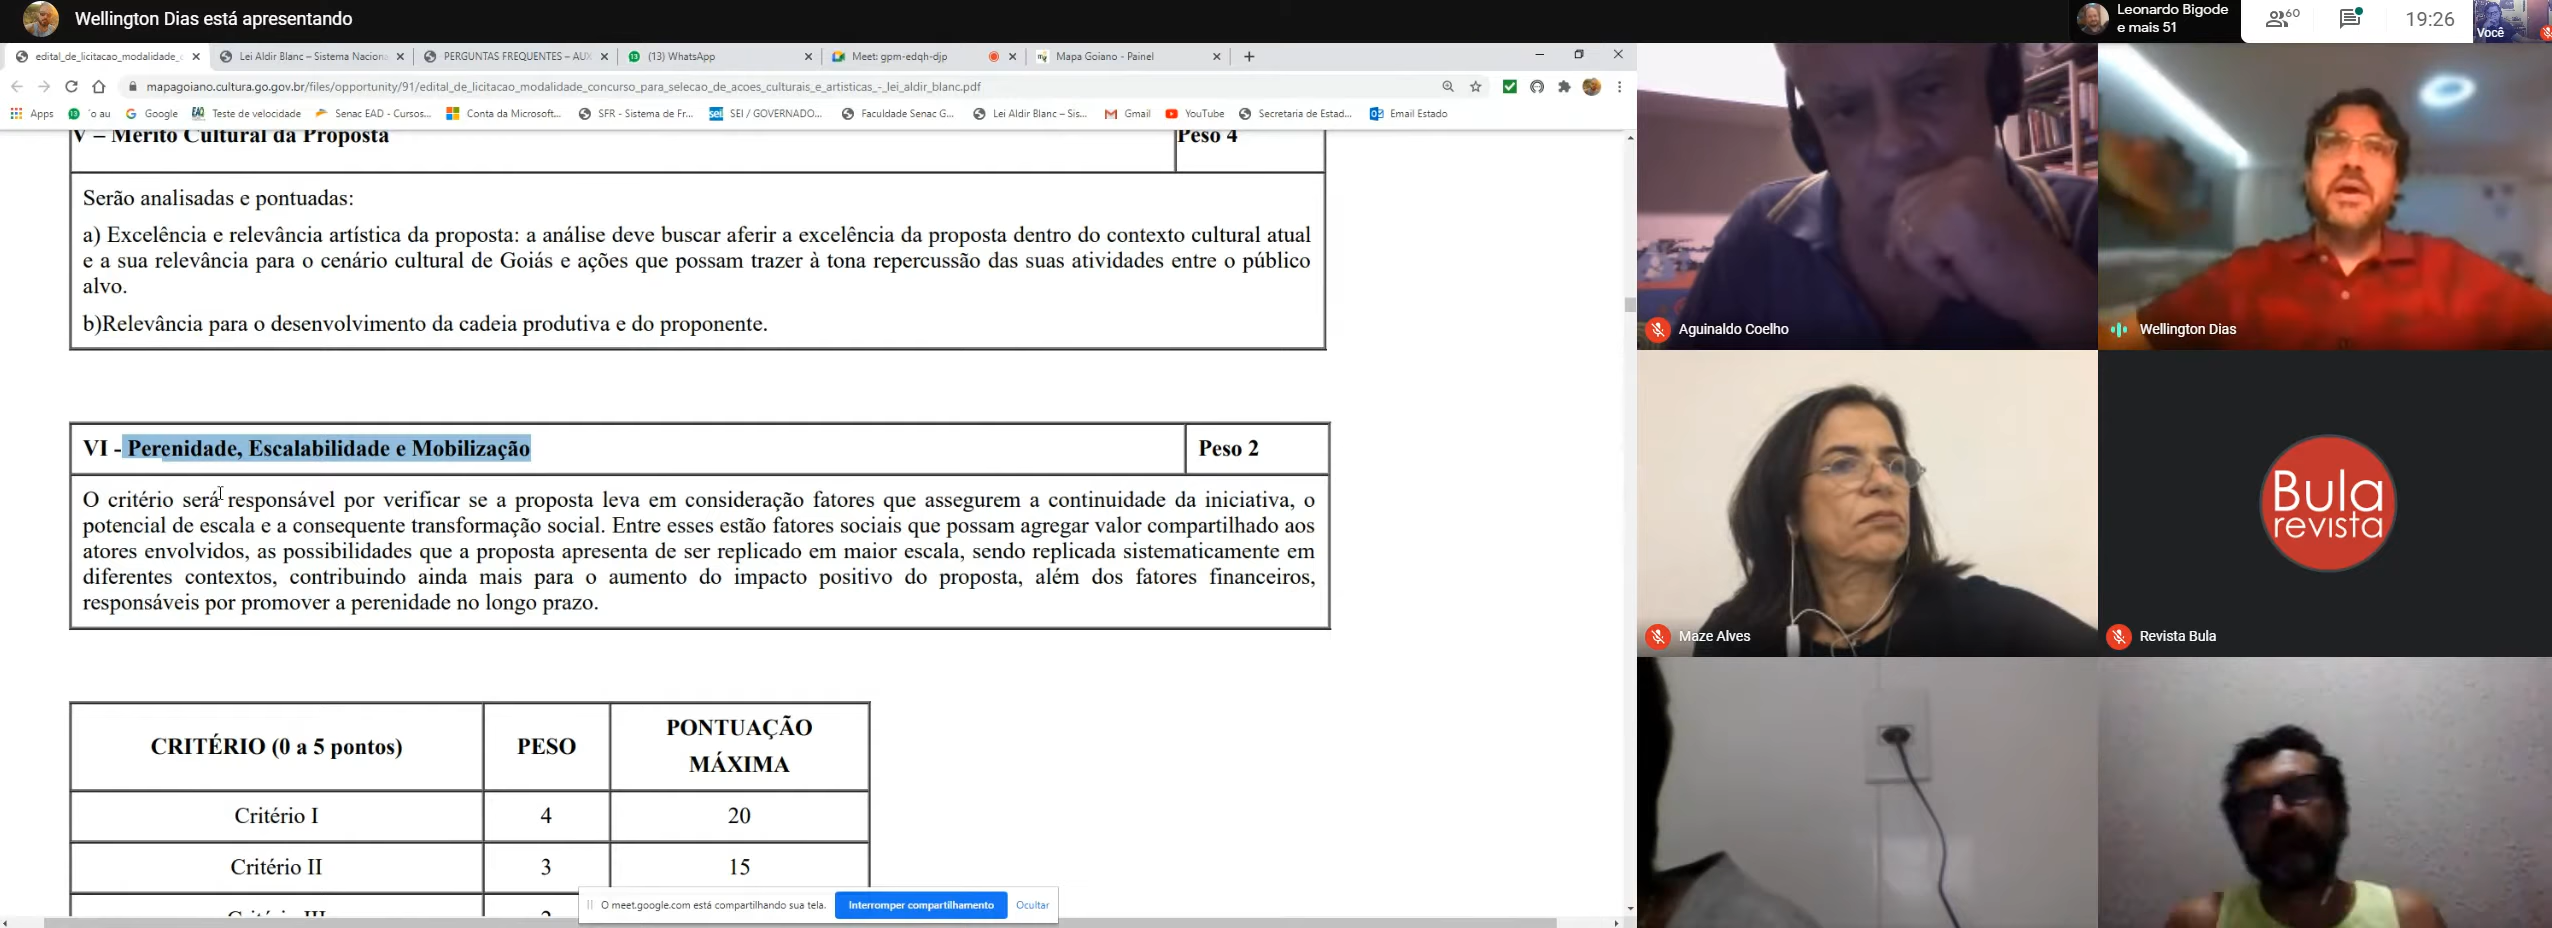 Wellington Dias está apresentando
Leonardo Bigode
e mais 51
60
19:26
Você
edital_de_licitacao_modalidade_c
Lei Aldir Blanc – Sistema Naciona
PERGUNTAS FREQUENTES – AUX
(13) WhatsApp
Meet: gpm-edqh-djp
Mapa Goiano - Painel
mapagoiano.cultura.go.gov.br/files/opportunity/91/edital_de_licitacao_modalidade_concurso_para_selecao_de_acoes_culturais_e_artisticas_-_lei_aldir_blanc.pdf
Apps
Google
Teste de velocidade
Senac EAD - Cursos...
Conta da Microsoft...
SFR - Sistema de Fr...
SEI / GOVERNADO...
Faculdade Senac G...
Lei Aldir Blanc – Sis...
Gmail
YouTube
Secretaria de Estad...
Email Estado
V – Mérito Cultural da Proposta
Peso 4
Serão analisadas e pontuadas:
a) Excelência e relevância artística da proposta: a análise deve buscar aferir a excelência da proposta dentro do contexto cultural atual
e a sua relevância para o cenário cultural de Goiás e ações que possam trazer à tona repercussão das suas atividades entre o público
alvo.
b)Relevância para o desenvolvimento da cadeia produtiva e do proponente.
VI - Perenidade, Escalabilidade e Mobilização
Peso 2
O critério será responsável por verificar se a proposta leva em consideração fatores que assegurem a continuidade da iniciativa, o
potencial de escala e a consequente transformação social. Entre esses estão fatores sociais que possam agregar valor compartilhado aos
atores envolvidos, as possibilidades que a proposta apresenta de ser replicado em maior escala, sendo replicada sistematicamente em
diferentes contextos, contribuindo ainda mais para o aumento do impacto positivo do proposta, além dos fatores financeiros,
responsáveis por promover a perenidade no longo prazo.
CRITÉRIO (0 a 5 pontos)
PESO
PONTUAÇÃO
MÁXIMA
Critério I
4
20
Critério II
3
15
Critério III
O meet.google.com está compartilhando sua tela.
Interromper compartilhamento
Ocultar
Aguinaldo Coelho
Wellington Dias
Maze Alves
Bula
revista
Revista Bula